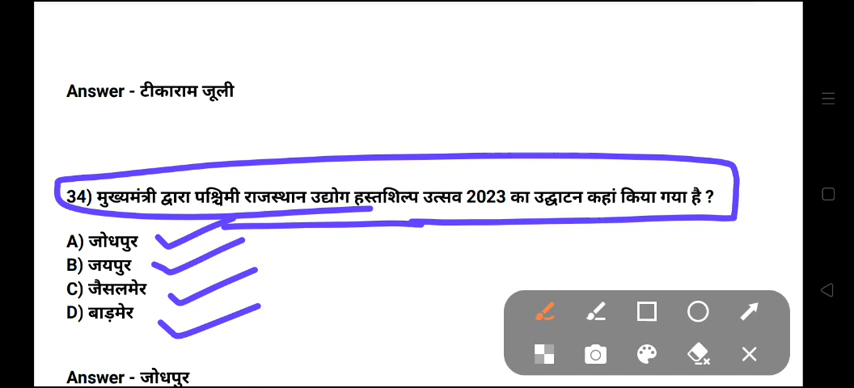 Answer - टीकाराम जूली
34) मुख्यमंत्री द्वारा पश्चिमी राजस्थान उद्योग हस्तशिल्प उत्सव 2023 का उद्घाटन कहां किया गया है ?
A) जोधपुर
B) जयपुर
C) जैसलमेर
D) बाड़मेर
Answer - जोधपुर